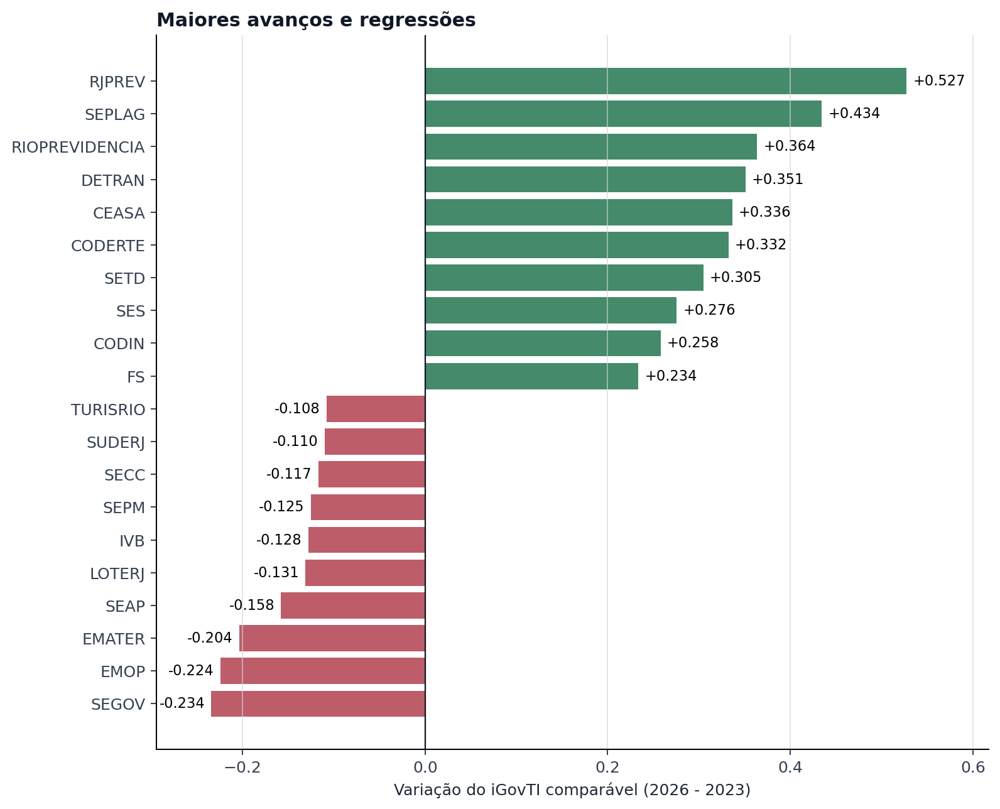 Maiores avanços e regressões
RJPREV +0.527
SEPLAG +0.434
RIOPREVIDENCIA +0.364
DETRAN +0.351
CEASA +0.336
CODERTE +0.332
SETD +0.305
SES +0.276
CODIN +0.258
FS +0.234
TURISRIO -0.108
SUDERJ -0.110
SECC -0.117
SEPM -0.125
IVB -0.128
LOTERJ -0.131
SEAP -0.158
EMATER -0.204
EMOP -0.224
SEGOV -0.234
−0.2 0.0 0.2 0.4 0.6
Variação do iGovTI comparável (2026 - 2023)